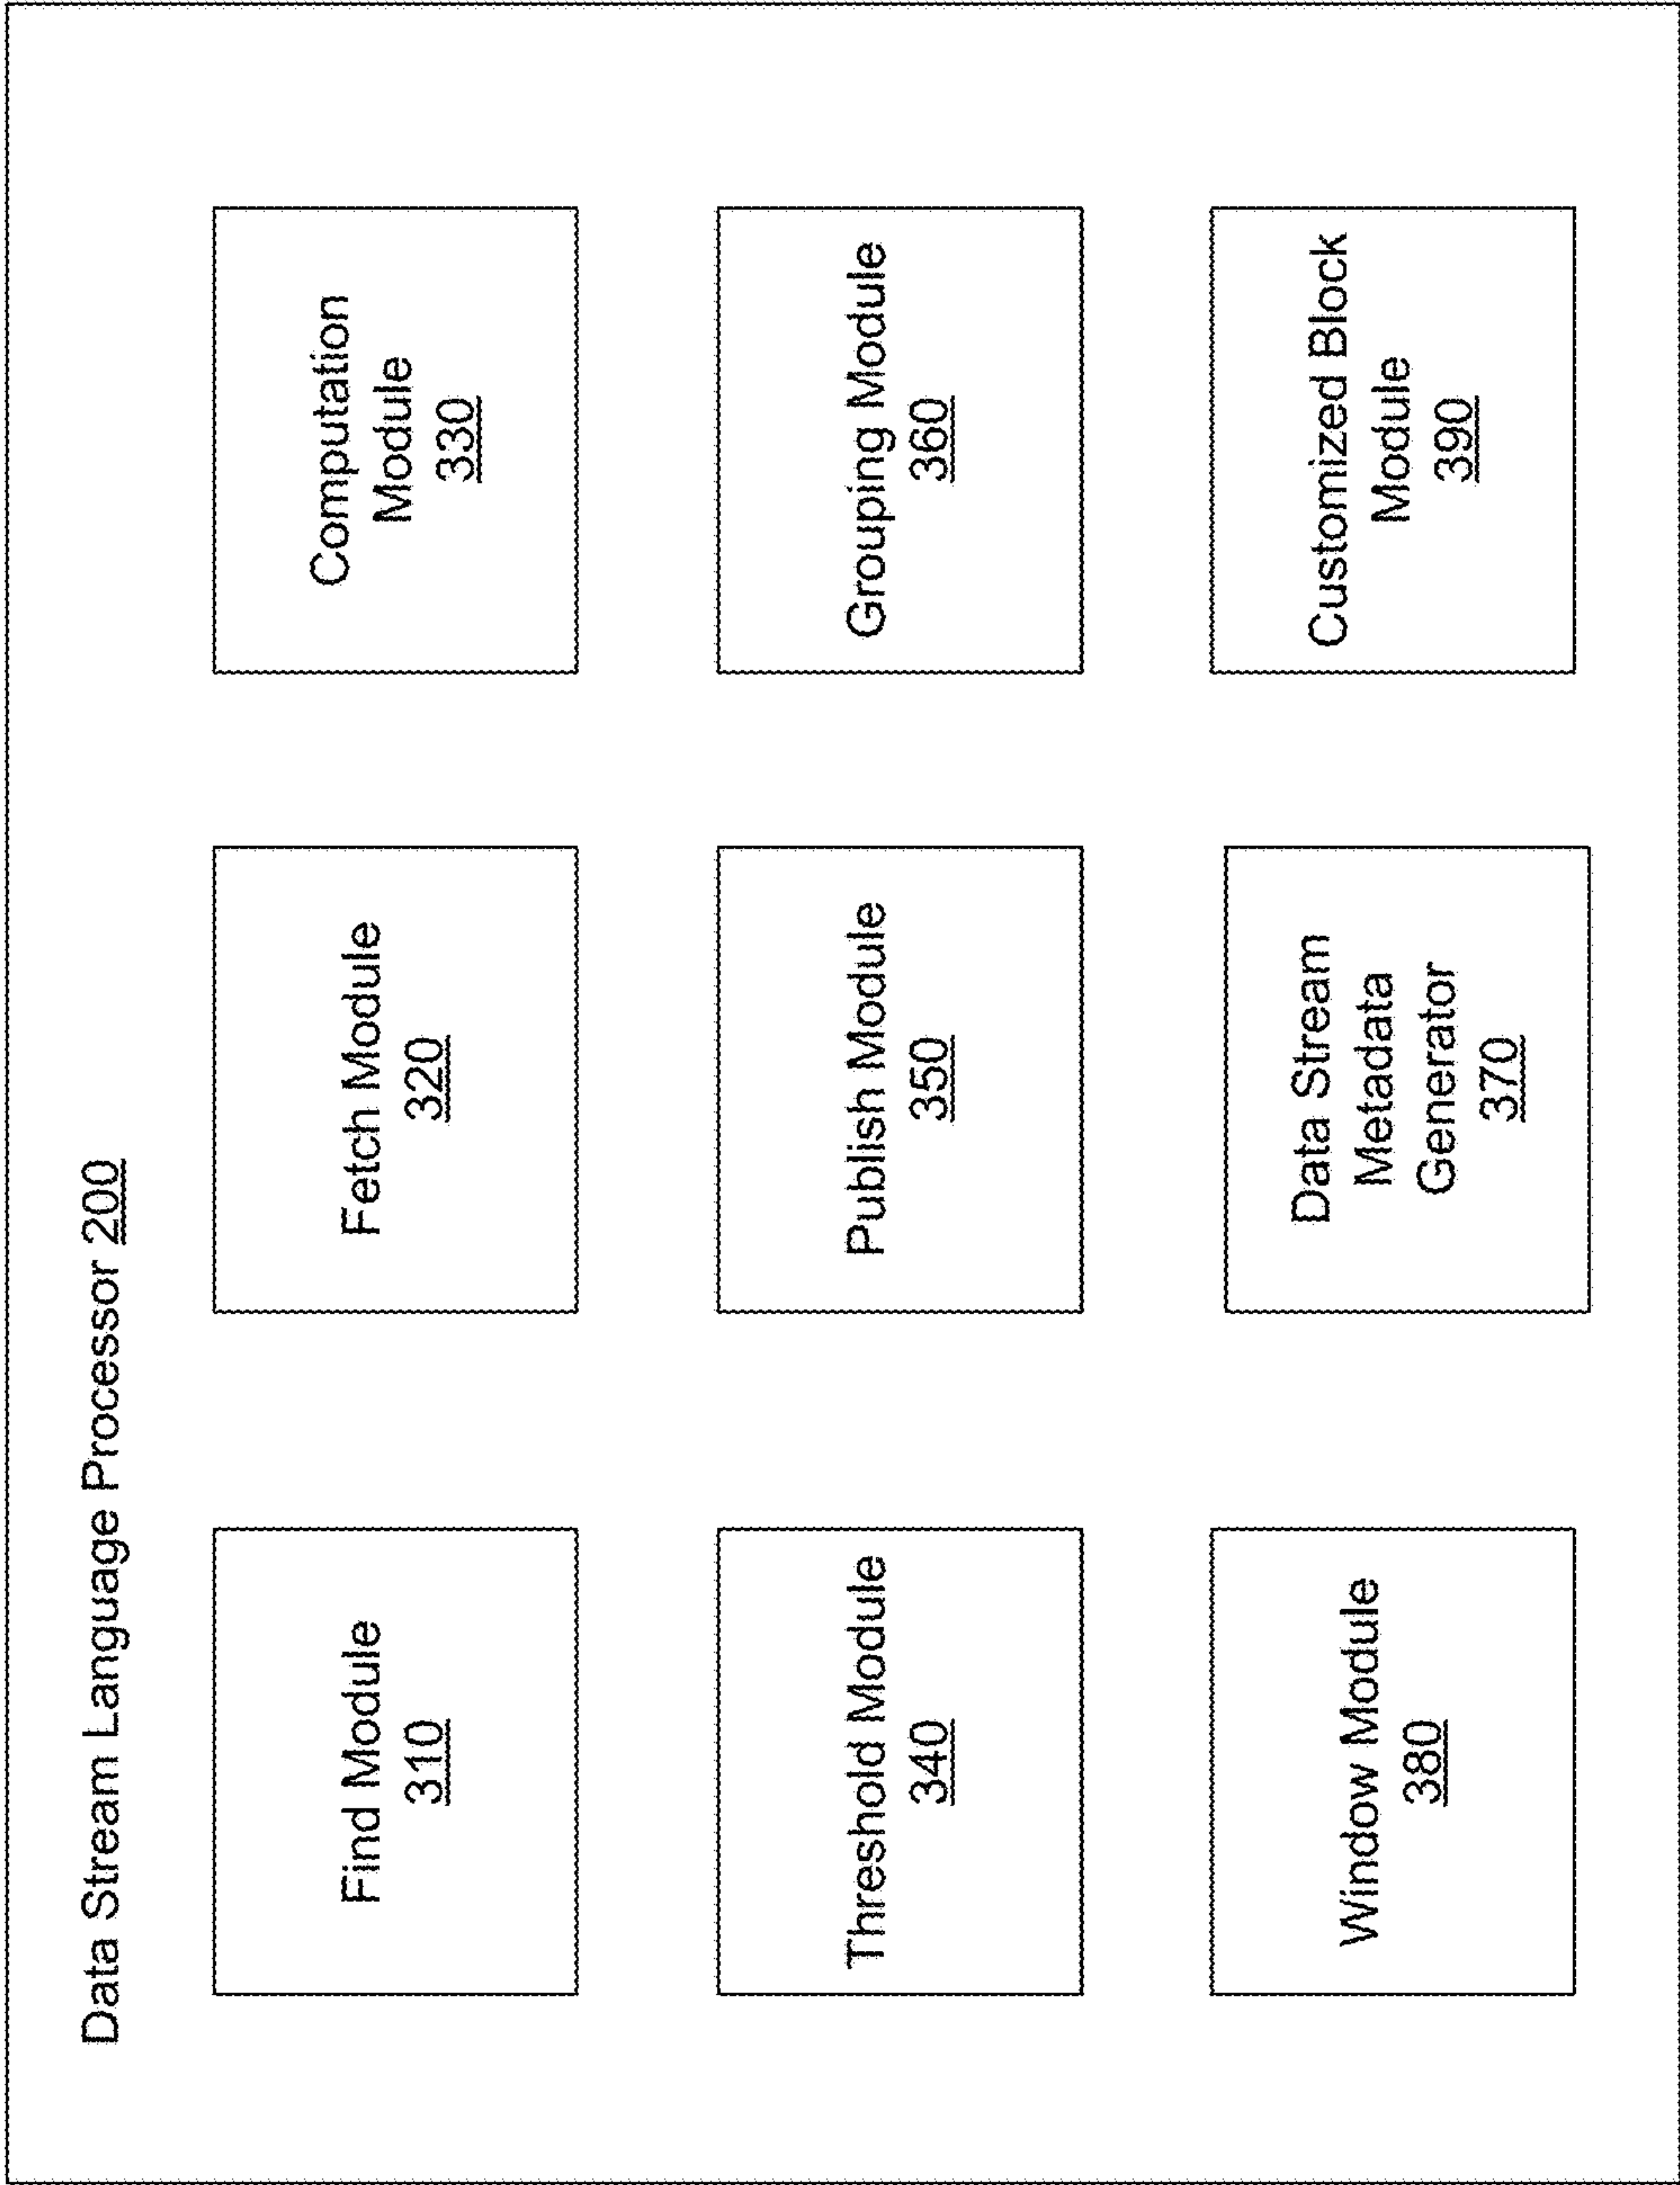 Data Stream Language Processor 200
Find Module
310
Fetch Module
320
Computation
Module
330
Threshold Module
340
Publish Module
350
Grouping Module
360
Window Module
380
Data Stream
Metadata
Generator
370
Customized Block
Module
390